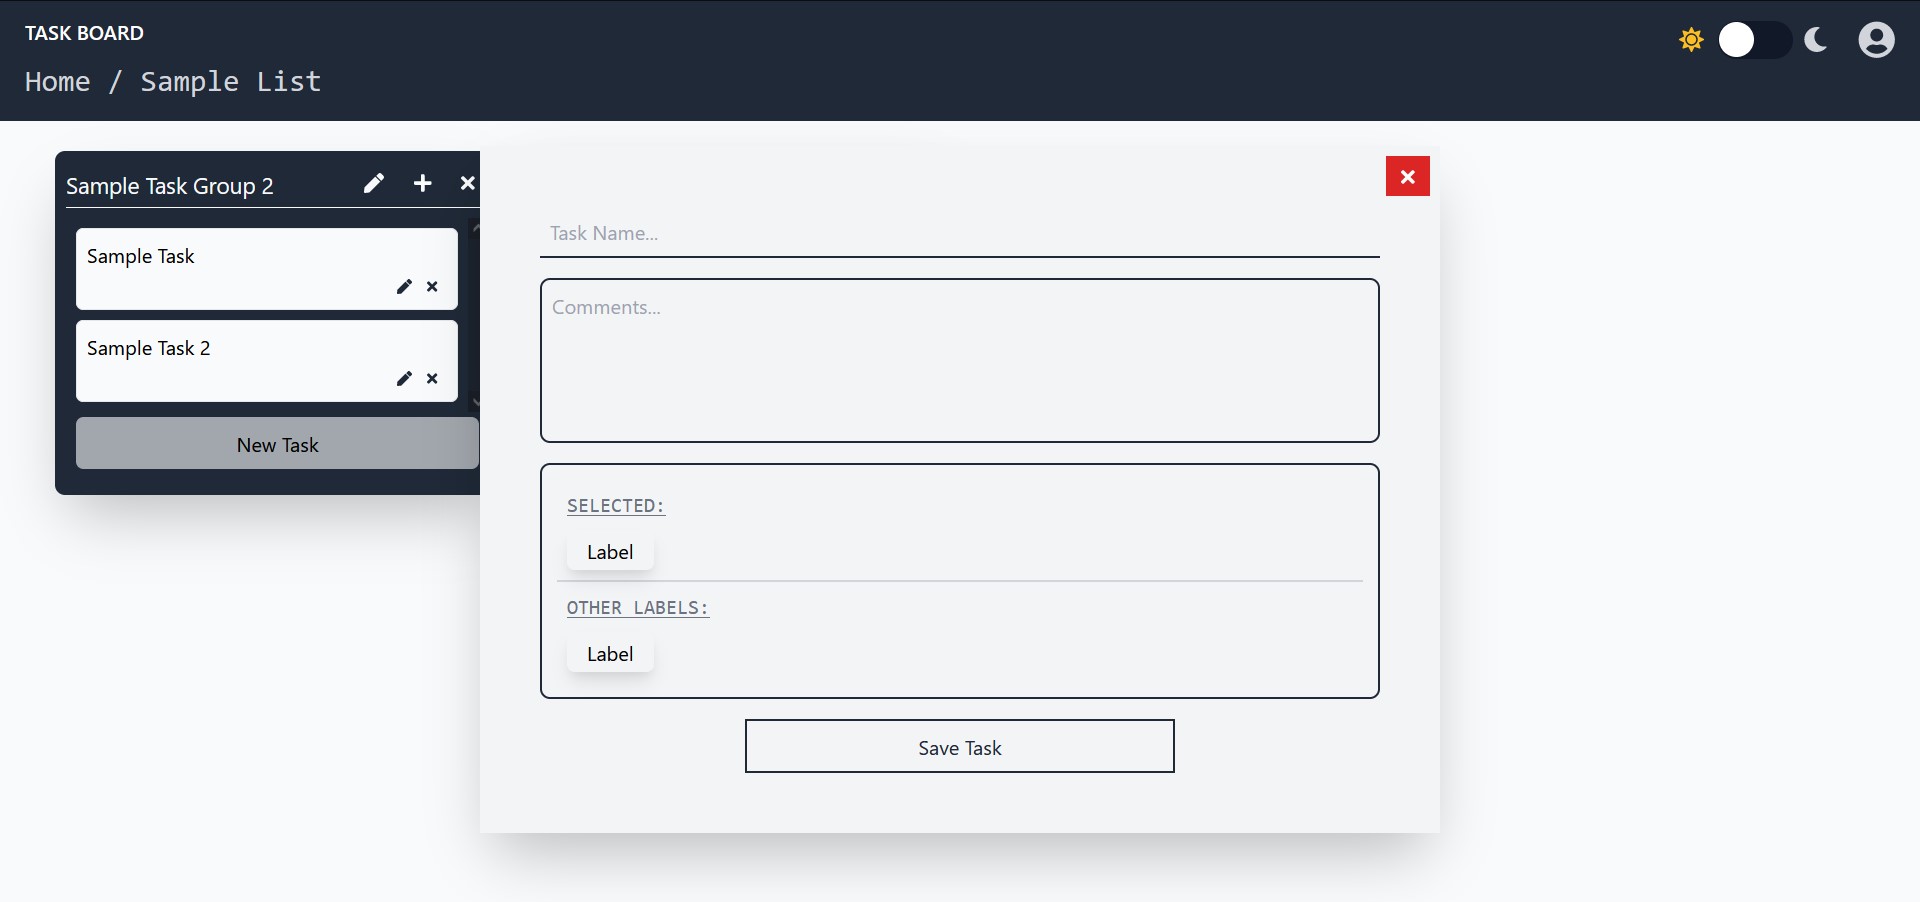 TASK BOARD
Home / Sample List
Sample Task Group 2
Sample Task
Sample Task 2
New Task
Task Name...
Comments...
SELECTED:
Label
OTHER LABELS:
Label
Save Task